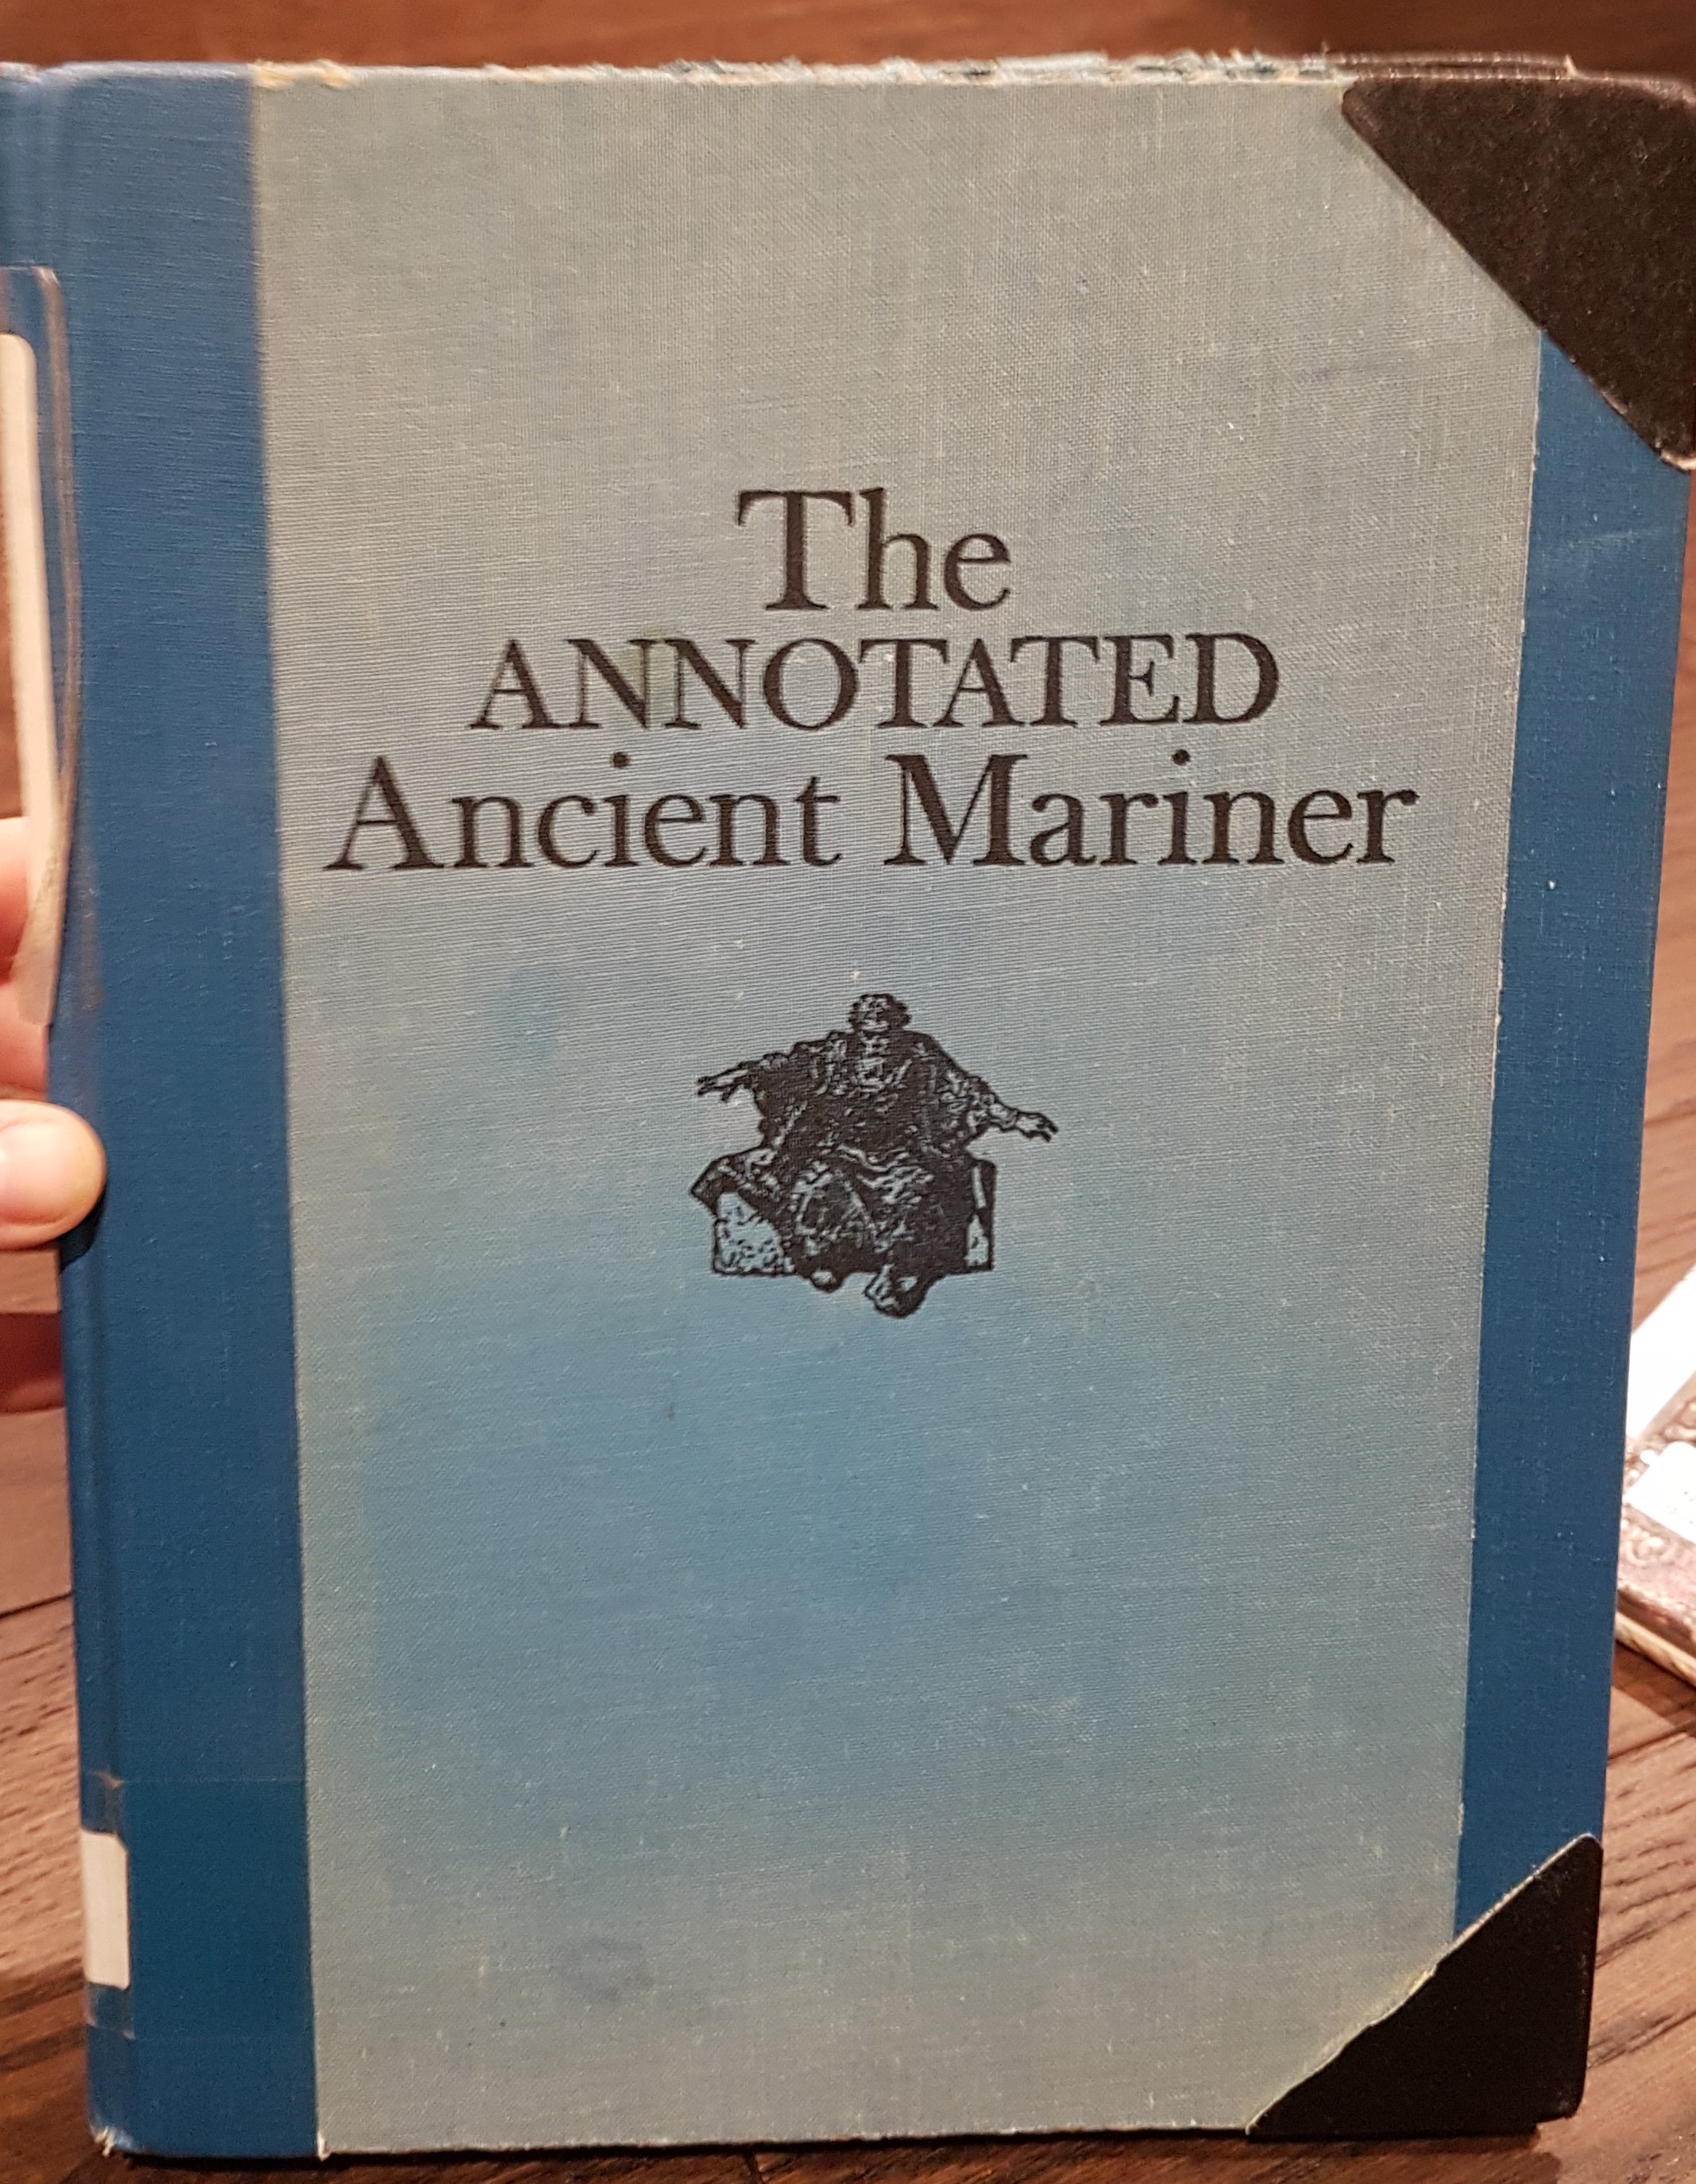 The
ANNOTATED
Ancient Mariner